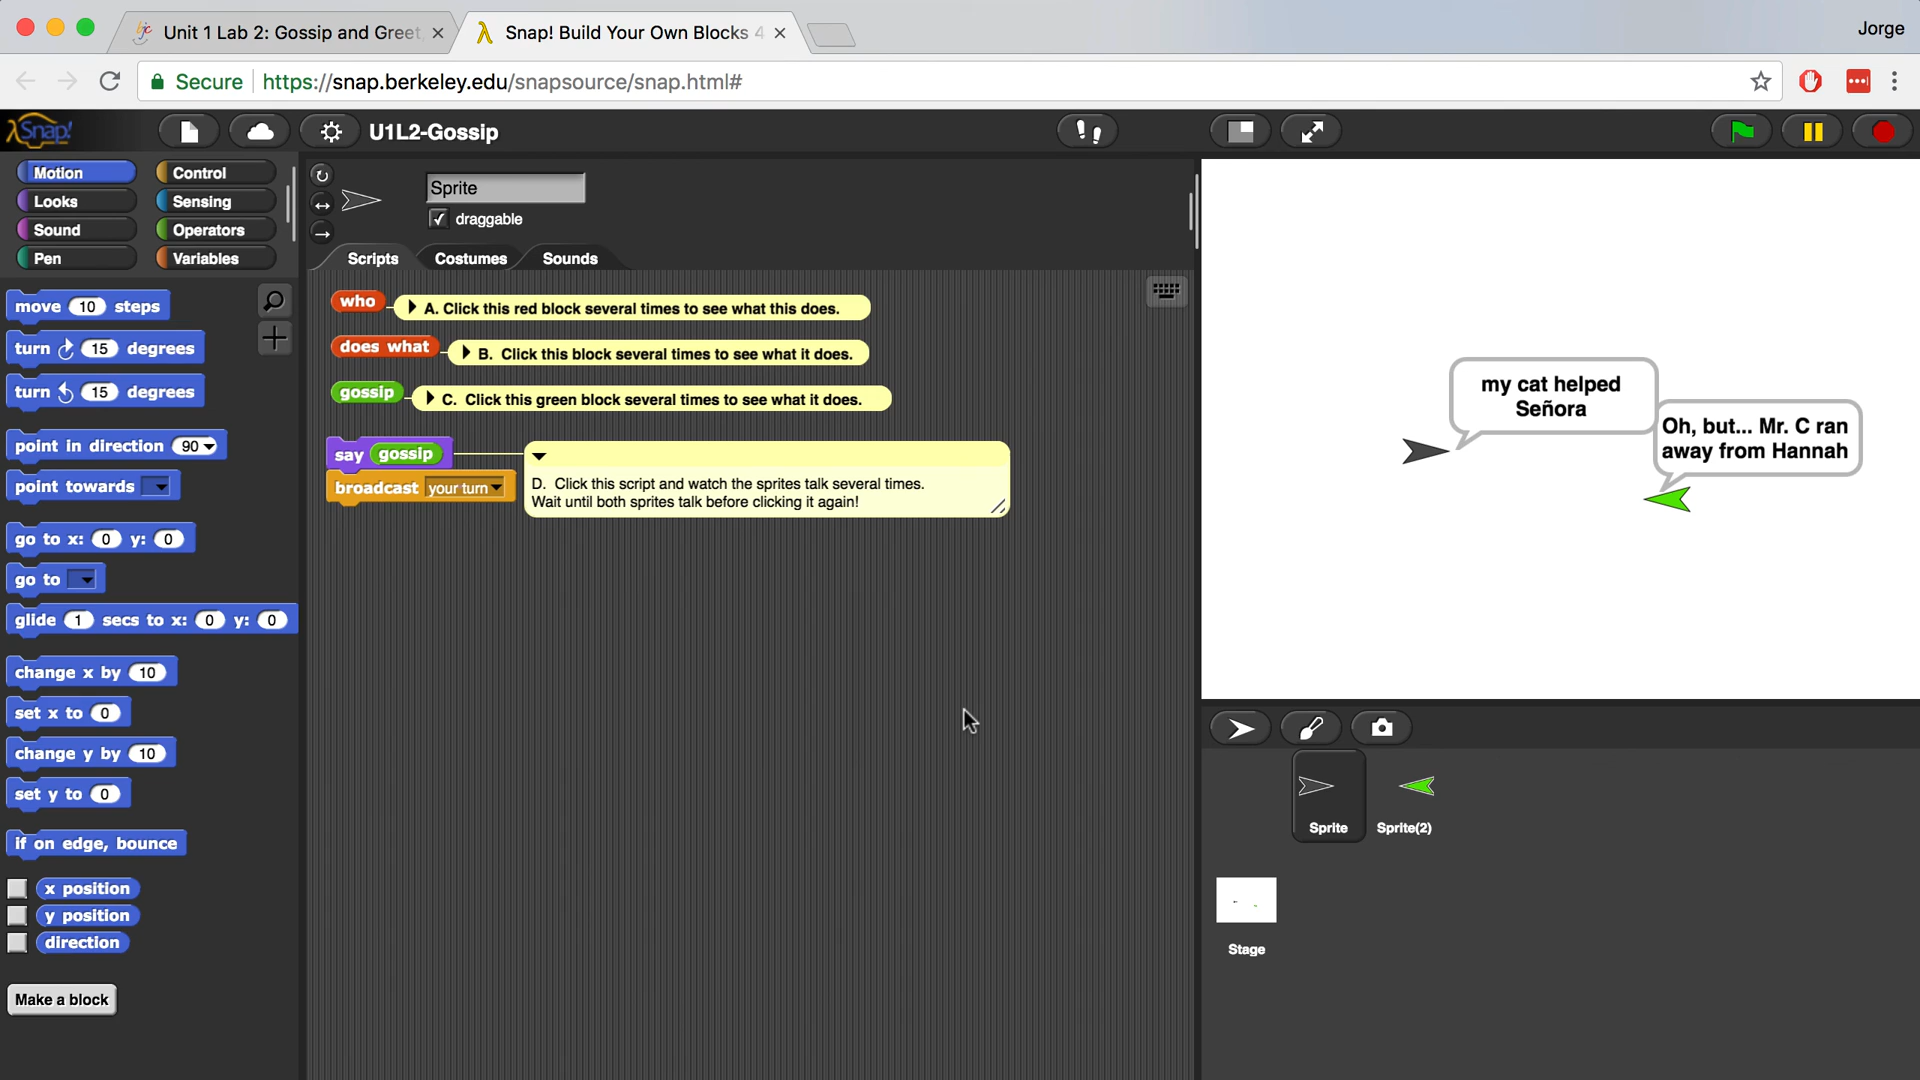 Unit 1 Lab 2: Gossip and Greet
Snap! Build Your Own Blocks 4
Jorge
Secure
https://snap.berkeley.edu/snapsource/snap.html#
Snap!
U1L2-Gossip
Motion
Control
Looks
Sensing
Sound
Operators
Pen
Variables
Sprite
draggable
Scripts
Costumes
Sounds
move 10 steps
turn 15 degrees
turn 15 degrees
point in direction 90
point towards
go to x: 0 y: 0
go to
glide 1 secs to x: 0 y: 0
change x by 10
set x to 0
change y by 10
set y to 0
if on edge, bounce
x position
y position
direction
Make a block
who
A. Click this red block several times to see what this does.
does what
B. Click this block several times to see what it does.
gossip
C. Click this green block several times to see what it does.
say gossip
broadcast your turn
D. Click this script and watch the sprites talk several times.
Wait until both sprites talk before clicking it again!
my cat helped
Señora
Oh, but... Mr. C ran
away from Hannah
Sprite
Sprite(2)
Stage